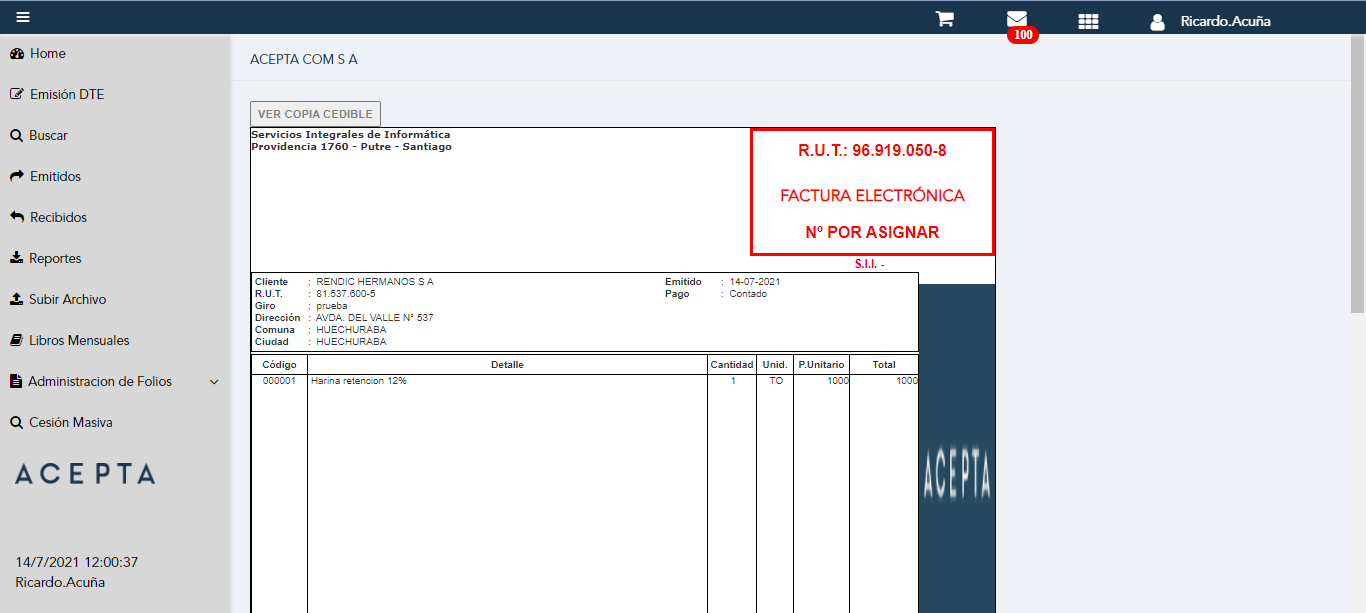 Ricardo.Acuña
100
Home
Emisión DTE
Buscar
Emitidos
Recibidos
Reportes
Subir Archivo
Libros Mensuales
Administracion de Folios
Cesión Masiva
ACEPTA
14/7/2021 12:00:37
Ricardo.Acuña
ACEPTA COM S A
VER COPIA CEDIBLE
Servicios Integrales de Informática
Providencia 1760 - Putre - Santiago
R.U.T.: 96.919.050-8
FACTURA ELECTRÓNICA
Nº POR ASIGNAR
S.I.I. -
Cliente : RENDIC HERMANOS S A Emitido : 14-07-2021
R.U.T. : 81.537.600-5 Pago : Contado
Giro : prueba
Dirección : AVDA. DEL VALLE N° 537
Comuna : HUECHURABA
Ciudad : HUECHURABA
Código Detalle Cantidad Unid. P.Unitario Total
000001 Harina retencion 12% 1 TO 1000 1000
ACEPTA